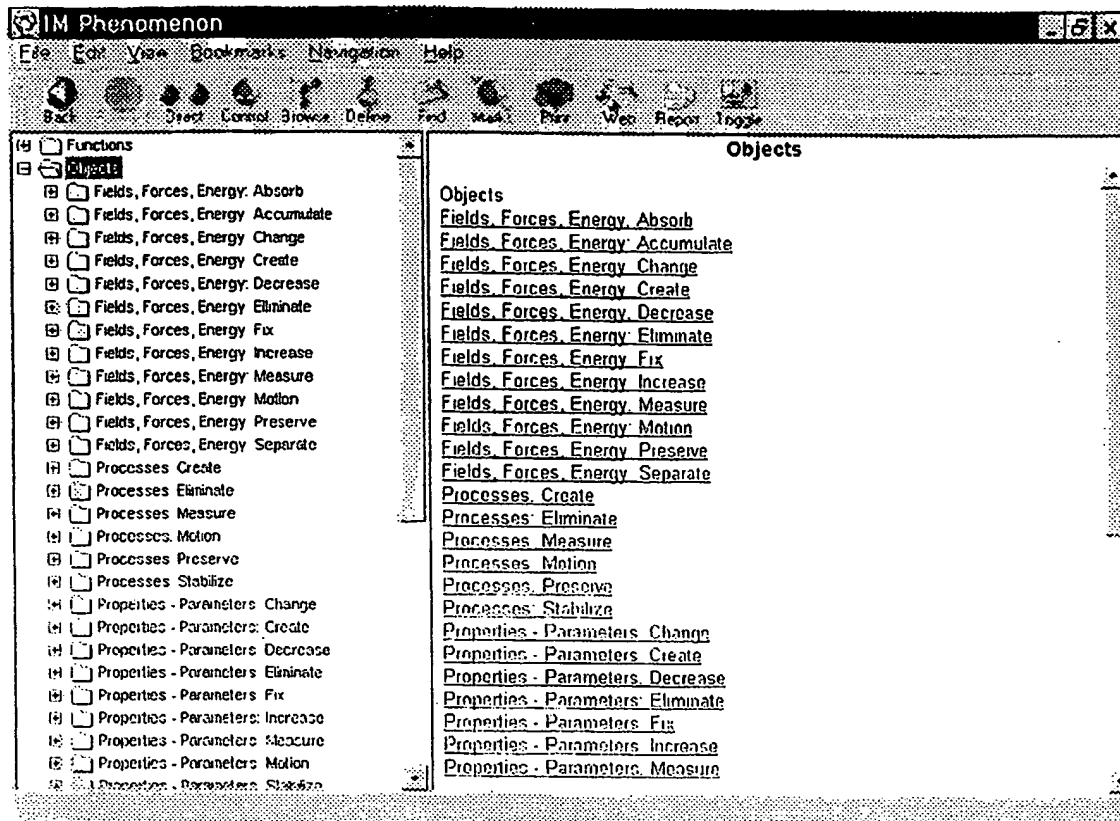 IM Phenomenon
File Edit View Bookmarks Navigation Help
Back Direct Control Browse Define Find Marks Print Web Report Toggle
Functions
Objects
Fields, Forces, Energy: Absorb
Fields, Forces, Energy Accumulate
Fields, Forces, Energy Change
Fields, Forces, Energy Create
Fields, Forces, Energy: Decrease
Fields, Forces, Energy Eliminate
Fields, Forces, Energy Fix
Fields, Forces, Energy Increase
Fields, Forces, Energy: Measure
Fields, Forces, Energy Motion
Fields, Forces, Energy Preserve
Fields, Forces, Energy Separate
Processes Create
Processes Eliminate
Processes Measure
Processes. Motion
Processes Preserve
Processes Stabilize
Properties - Parameters Change
Properties - Parameters: Create
Properties - Parameters Decrease
Properties - Parameters Eliminate
Properties - Parameters Fix
Properties - Parameters: Increase
Properties - Parameters Measure
Properties - Parameters Motion
Properties - Parameters Stabilize
Objects
Objects
Fields, Forces, Energy. Absorb
Fields, Forces, Energy: Accumulate
Fields, Forces, Energy Change
Fields, Forces, Energy Create
Fields, Forces, Energy. Decrease
Fields, Forces, Energy: Eliminate
Fields, Forces, Energy Fix
Fields, Forces, Energy Increase
Fields, Forces, Energy. Measure
Fields, Forces, Energy: Motion
Fields, Forces, Energy Preserve
Fields, Forces, Energy Separate
Processes. Create
Processes: Eliminate
Processes Measure
Processes Motion
Processes. Preserve
Processes: Stabilize
Properties - Parameters Change
Properties - Parameters Create
Properties - Parameters. Decrease
Properties - Parameters: Eliminate
Properties - Parameters Fix
Properties - Parameters Increase
Properties - Parameters. Measure